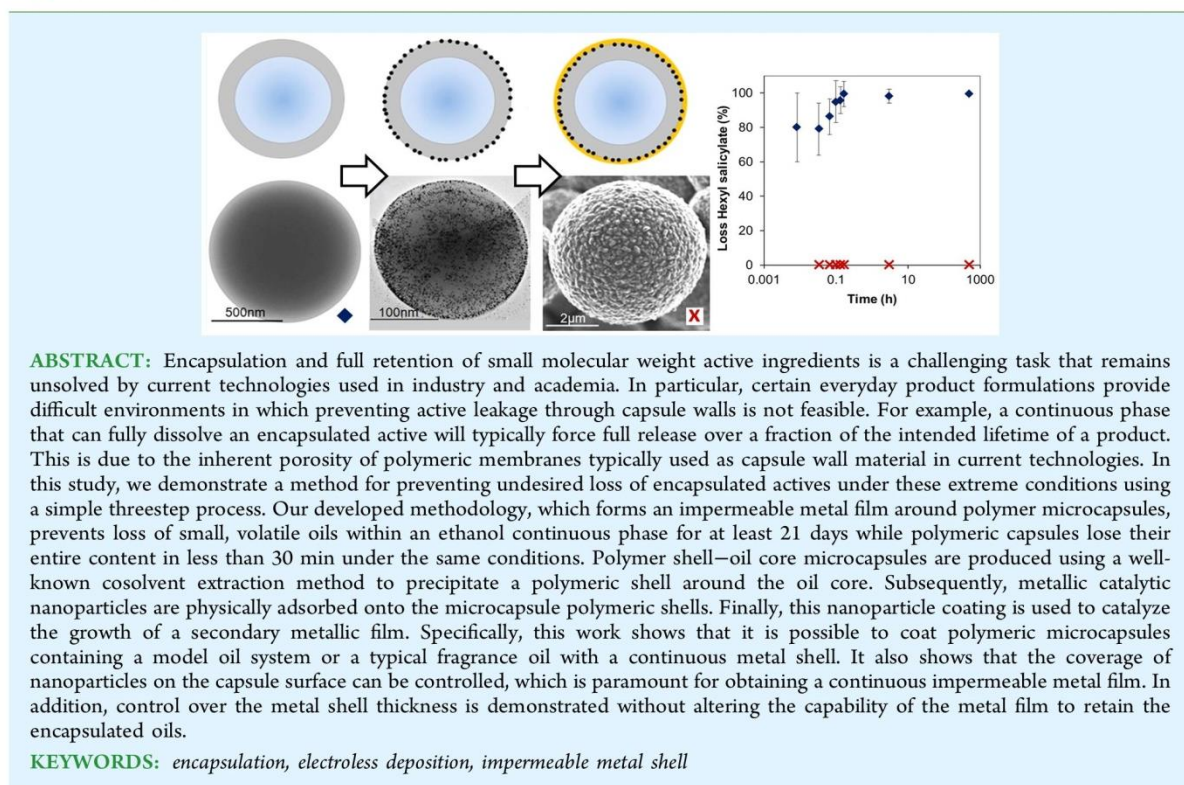 500nm
100nm
2μm
X
Loss Hexyl salicylate (%)
100
80
60
40
20
0
0.001
0.1
10
1000
Time (h)
ABSTRACT: Encapsulation and full retention of small molecular weight active ingredients is a challenging task that remains
unsolved by current technologies used in industry and academia. In particular, certain everyday product formulations provide
difficult environments in which preventing active leakage through capsule walls is not feasible. For example, a continuous phase
that can fully dissolve an encapsulated active will typically force full release over a fraction of the intended lifetime of a product.
This is due to the inherent porosity of polymeric membranes typically used as capsule wall material in current technologies. In
this study, we demonstrate a method for preventing undesired loss of encapsulated actives under these extreme conditions using
a simple threestep process. Our developed methodology, which forms an impermeable metal film around polymer microcapsules,
prevents loss of small, volatile oils within an ethanol continuous phase for at least 21 days while polymeric capsules lose their
entire content in less than 30 min under the same conditions. Polymer shell−oil core microcapsules are produced using a well-
known cosolvent extraction method to precipitate a polymeric shell around the oil core. Subsequently, metallic catalytic
nanoparticles are physically adsorbed onto the microcapsule polymeric shells. Finally, this nanoparticle coating is used to catalyze
the growth of a secondary metallic film. Specifically, this work shows that it is possible to coat polymeric microcapsules
containing a model oil system or a typical fragrance oil with a continuous metal shell. It also shows that the coverage of
nanoparticles on the capsule surface can be controlled, which is paramount for obtaining a continuous impermeable metal film. In
addition, control over the metal shell thickness is demonstrated without altering the capability of the metal film to retain the
encapsulated oils.
KEYWORDS: encapsulation, electroless deposition, impermeable metal shell